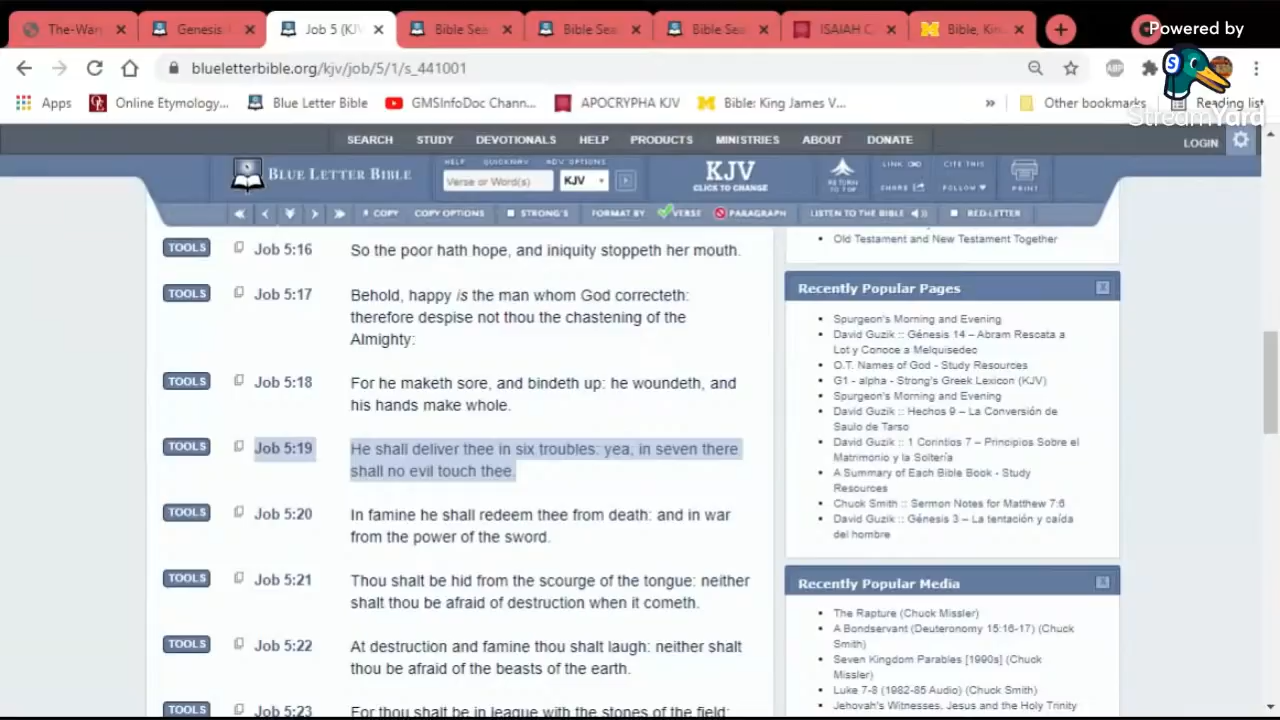 The-War
Genesis
Job 5 (KJ
Bible Sea
Bible Sea
Bible Sea
ISAIAH C
Bible, Kin
Powered by
blueletterbible.org/kjv/job/5/1/s_441001
ABP
S
Apps
Online Etymology...
Blue Letter Bible
GMSInfoDoc Chann...
APOCRYPHA KJV
Bible: King James V...
»
Other bookmarks
Reading list
StreamYard
SEARCH STUDY DEVOTIONALS HELP PRODUCTS MINISTRIES ABOUT DONATE
LOGIN
BLUE LETTER BIBLE
HELP QUICKNAV ADV OPTIONS
Verse or Word(s)
KJV
KJV
CLICK TO CHANGE
RETURN
TO TOP
LINK
SHARE
CITE THIS
FOLLOW
PRINT
COPY COPY OPTIONS STRONG'S FORMAT BY VERSE PARAGRAPH LISTEN TO THE BIBLE RED LETTER
TOOLS Job 5:16 So the poor hath hope, and iniquity stoppeth her mouth.
TOOLS Job 5:17 Behold, happy is the man whom God correcteth:
therefore despise not thou the chastening of the
Almighty:
TOOLS Job 5:18 For he maketh sore, and bindeth up: he woundeth, and
his hands make whole.
TOOLS Job 5:19 He shall deliver thee in six troubles: yea, in seven there
shall no evil touch thee.
TOOLS Job 5:20 In famine he shall redeem thee from death: and in war
from the power of the sword.
TOOLS Job 5:21 Thou shalt be hid from the scourge of the tongue: neither
shalt thou be afraid of destruction when it cometh.
TOOLS Job 5:22 At destruction and famine thou shalt laugh: neither shalt
thou be afraid of the beasts of the earth.
TOOLS Job 5:23 For thou shalt be in league with the stones of the field:
Old Testament and New Testament Together
Recently Popular Pages
Spurgeon's Morning and Evening
David Guzik :: Génesis 14 – Abram Rescata a
Lot y Conoce a Melquisedec
O.T. Names of God - Study Resources
G1 - alpha - Strong's Greek Lexicon (KJV)
Spurgeon's Morning and Evening
David Guzik :: Hechos 9 – La Conversión de
Saulo de Tarso
David Guzik :: 1 Corintios 7 – Principios Sobre el
Matrimonio y la Soltería
A Summary of Each Bible Book - Study
Resources
Chuck Smith :: Sermon Notes for Matthew 7:6
David Guzik :: Génesis 3 – La tentación y caída
del hombre
Recently Popular Media
The Rapture (Chuck Missler)
A Bondservant (Deuteronomy 15:16-17) (Chuck
Smith)
Seven Kingdom Parables [1990s] (Chuck
Missler)
Luke 7-8 (1982-85 Audio) (Chuck Smith)
Jehovah's Witnesses, Jesus and the Holy Trinity